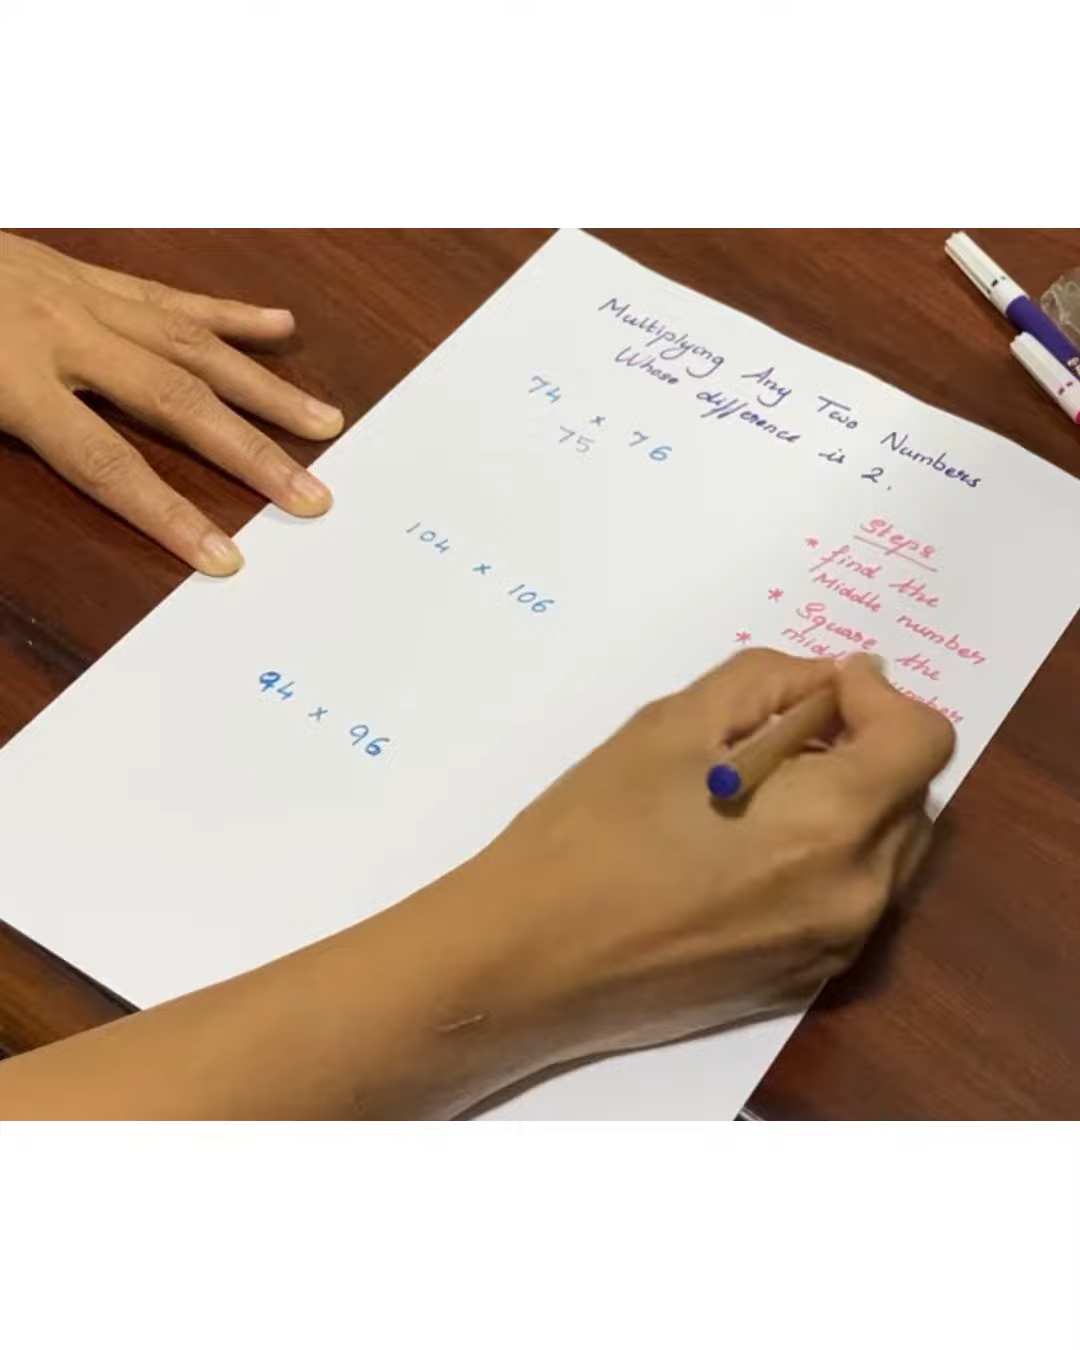 Multiplying Any Two Numbers
Whose difference is 2.
74 x 76
75
104 x 106
94 x 96
Steps
* find the
Middle number
* Square the
*